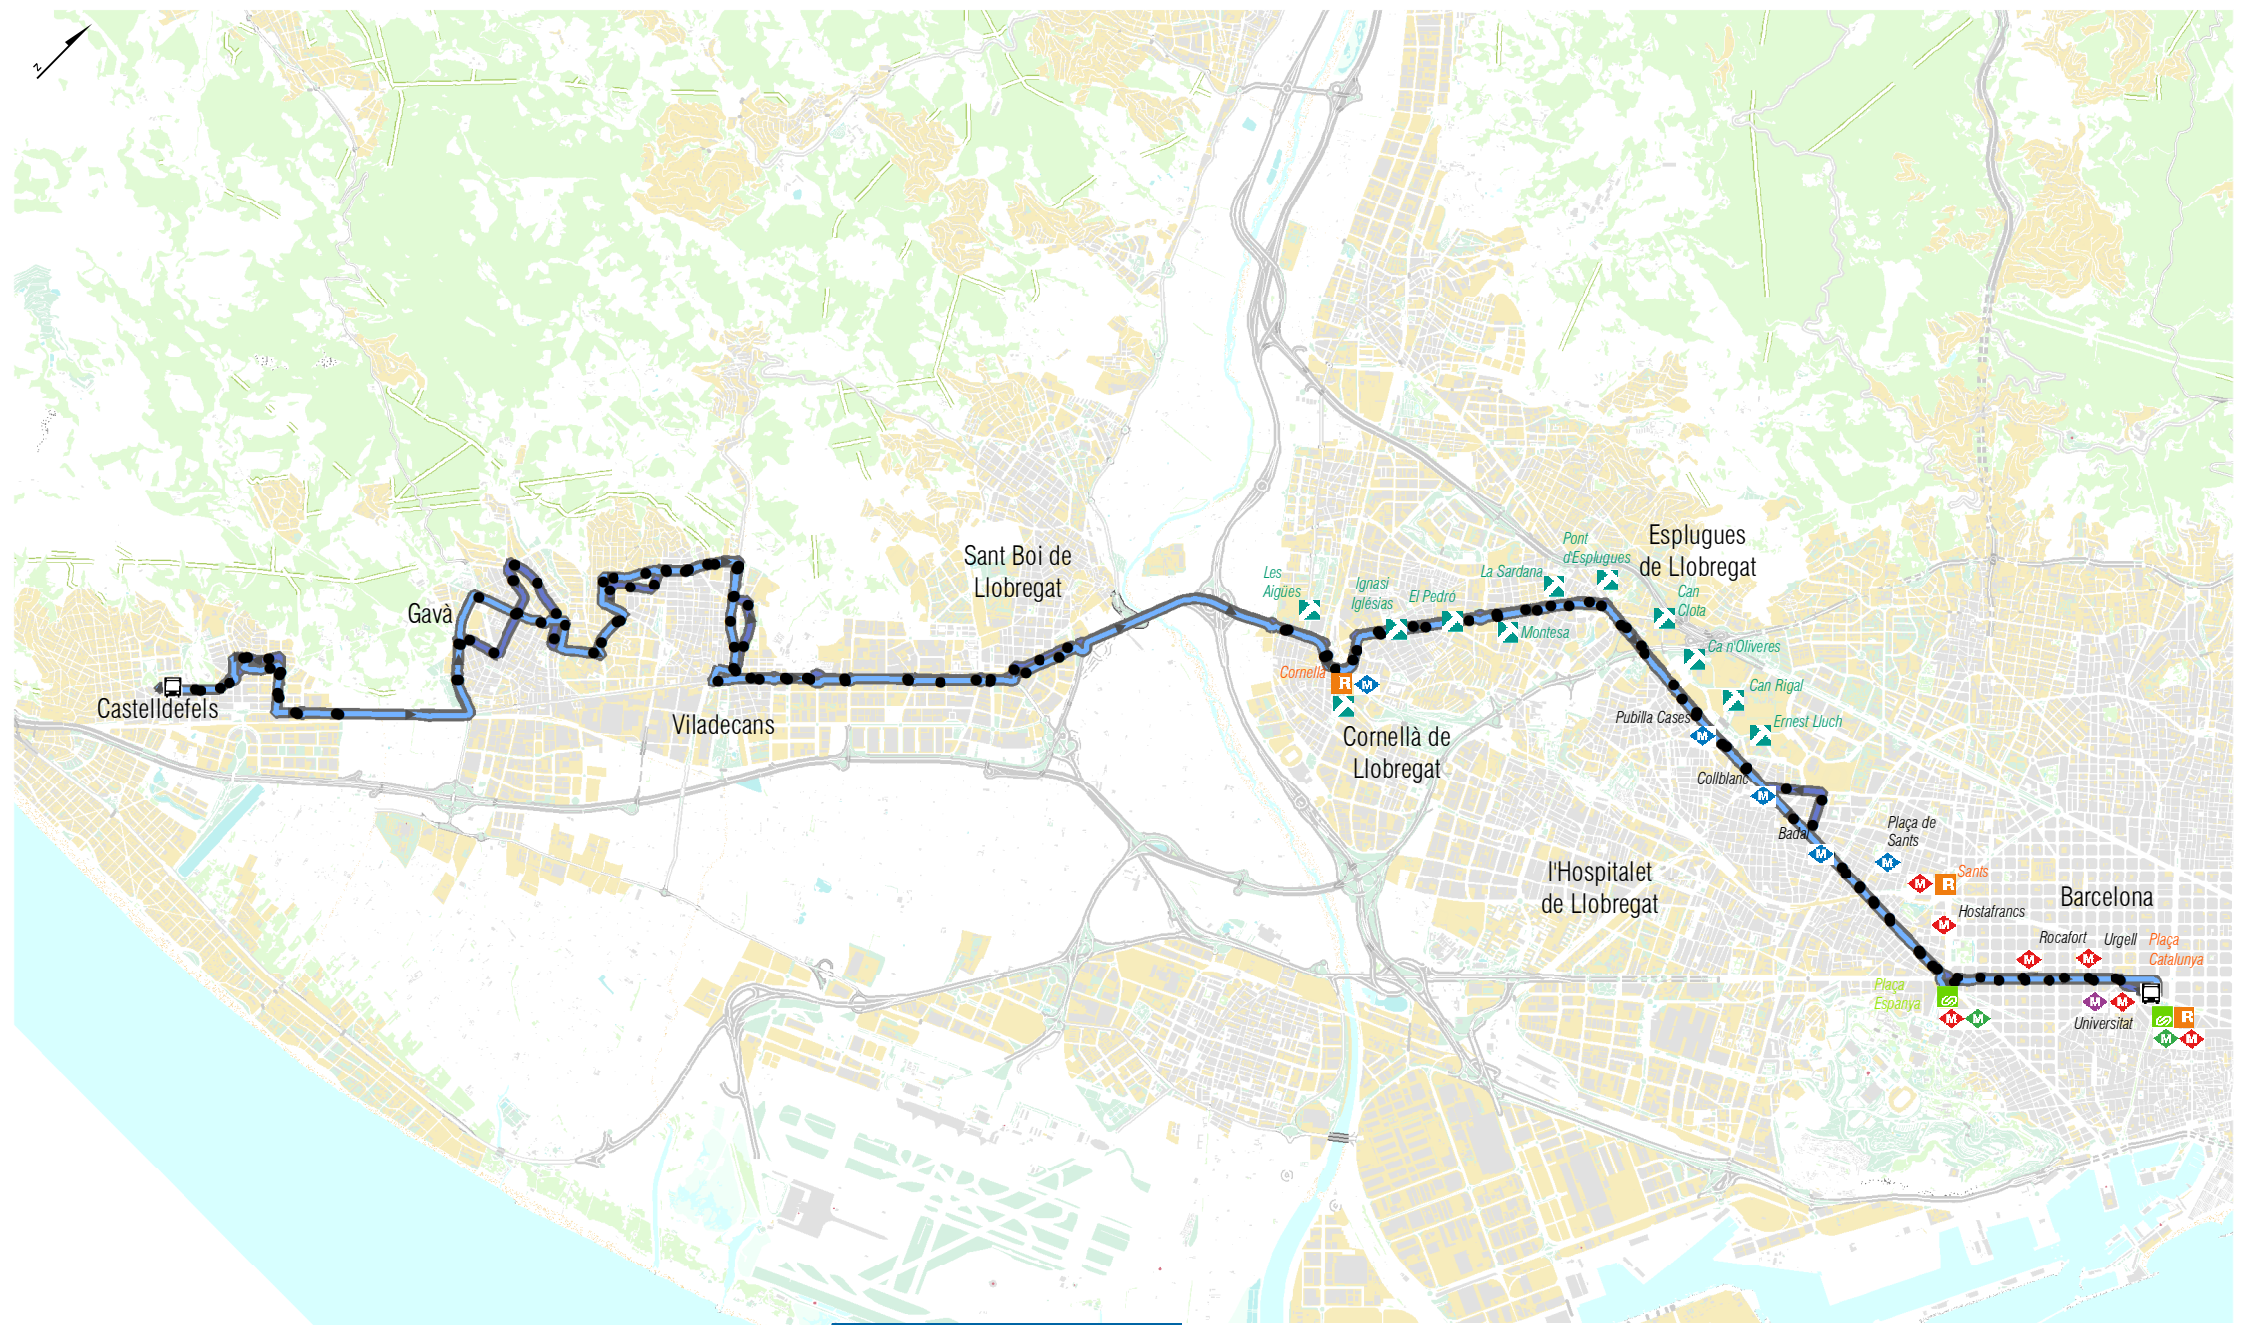 N
Sant Boi de
Llobregat
Gavà
Castelldefels
Viladecans
Les
Aigües
Ignasi
Iglésias
El Pedró
La Sardana
Pont
d'Esplugues
Esplugues
de Llobregat
Can
Clota
Montesa
Ca n'Oliveres
Cornellà
R
M
Can Rigal
Pubilla Cases
Ernest Lluch
M
Cornellà de
Llobregat
Collblanc
M
Badal
M
Plaça de
Sants
M
l'Hospitalet
de Llobregat
M
R
Sants
Barcelona
Hostafrancs
M
Rocafort
M
Urgell
M
Plaça
Catalunya
Plaça
Espanya
M
M
M
M
Universitat
R
M
M